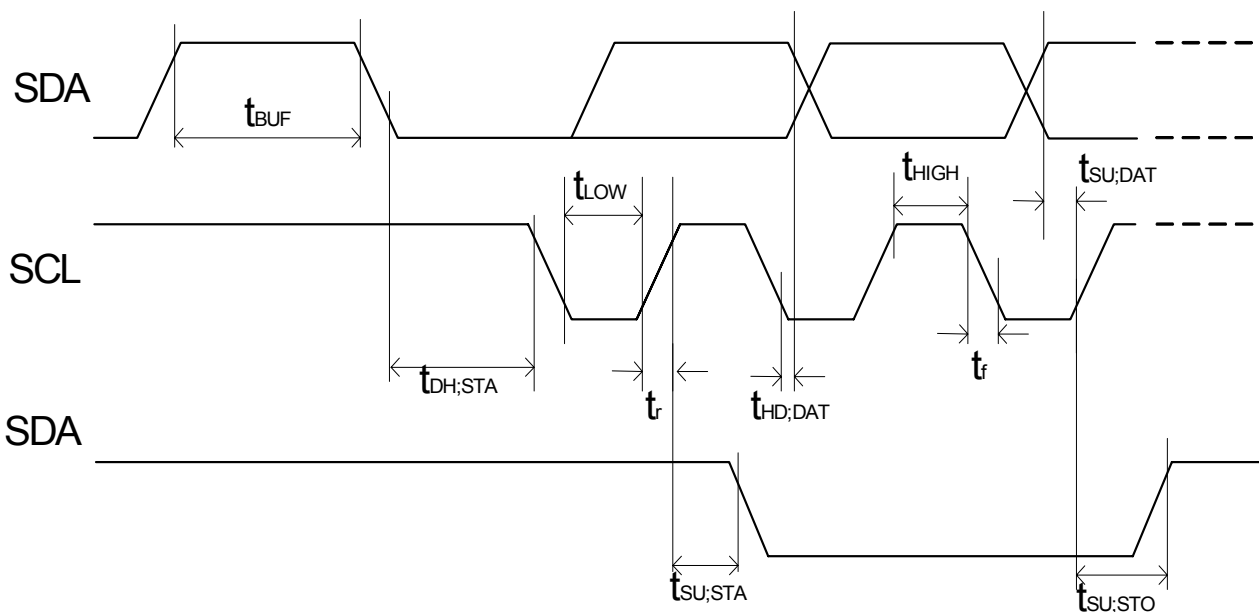 SDA
tBUF
tHIGH
tSU;DAT
tLOW
SCL
tDH;STA
tr
tHD;DAT
tf
SDA
tSU;STA
tSU;STO